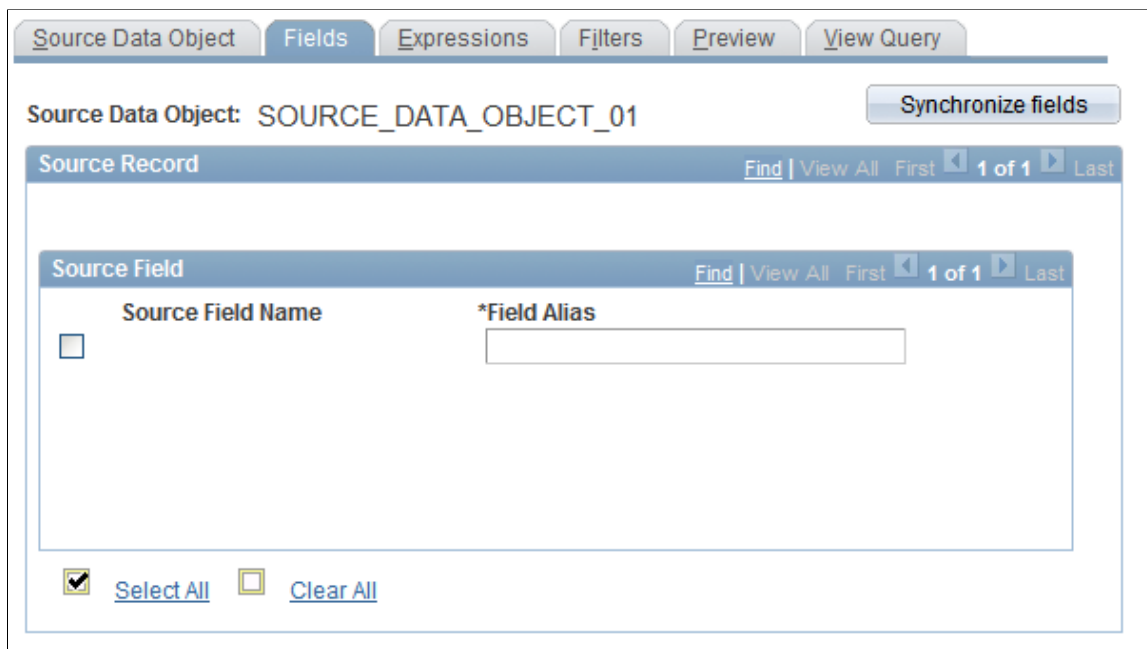 Source Data Object Fields Expressions Filters Preview View Query
Source Data Object: SOURCE_DATA_OBJECT_01 Synchronize fields
Source Record Find | View All First 1 of 1 Last
Source Field Find | View All First 1 of 1 Last
Source Field Name *Field Alias
Select All Clear All